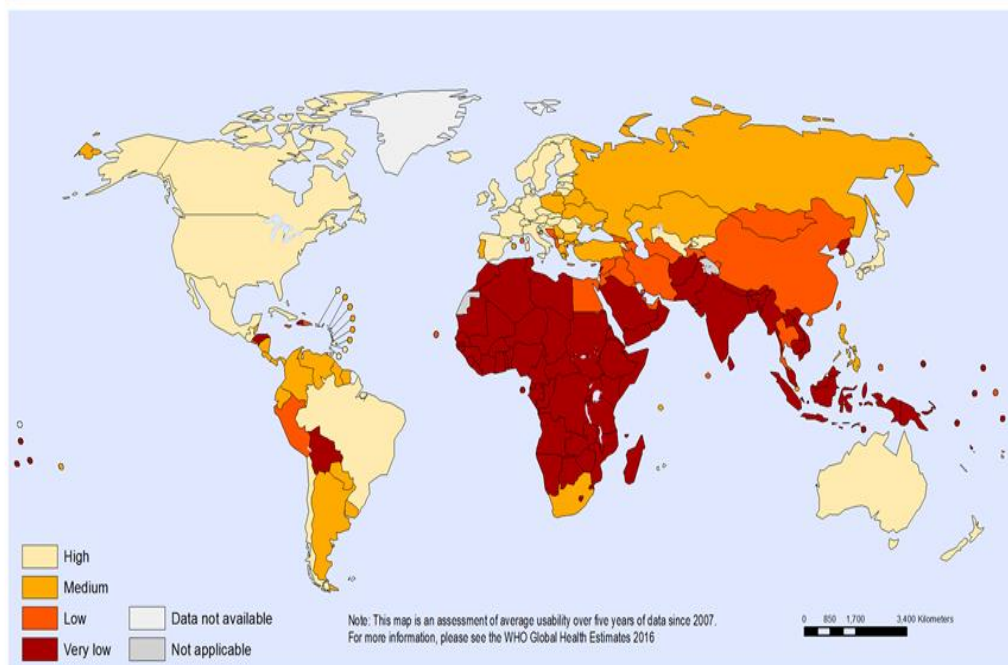 High
Medium
Low
Very low
Data not available
Not applicable
Note: This map is an assessment of average usability over five years of data since 2007.
For more information, please see the WHO Global Health Estimates 2016
0 850 1,700 3,400 Kilometers